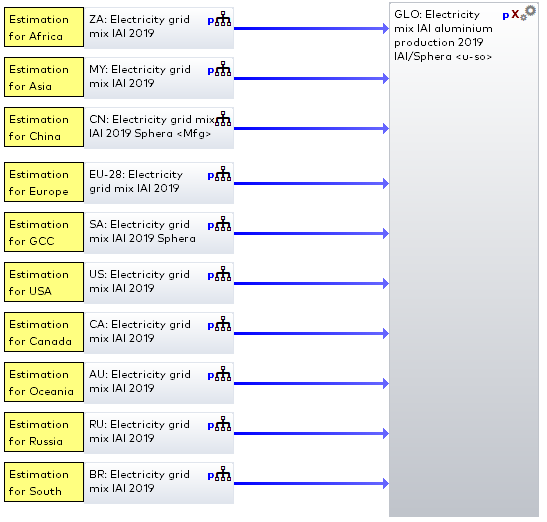 Estimation
for Africa
ZA: Electricity grid
mix IAI 2019
p
GLO: Electricity
mix IAI aluminium
production 2019
IAI/Sphera <u-so>
p X
Estimation
for Asia
MY: Electricity grid
mix IAI 2019
p
Estimation
for China
CN: Electricity grid mix
IAI 2019 Sphera <Mfg>
p
Estimation
for Europe
EU-28: Electricity
grid mix IAI 2019
p
Estimation
for GCC
SA: Electricity grid
mix IAI 2019 Sphera
p
Estimation
for USA
US: Electricity grid
mix IAI 2019
p
Estimation
for Canada
CA: Electricity grid
mix IAI 2019
p
Estimation
for Oceania
AU: Electricity grid
mix IAI 2019
p
Estimation
for Russia
RU: Electricity grid
mix IAI 2019
p
Estimation
for South
BR: Electricity grid
mix IAI 2019
p